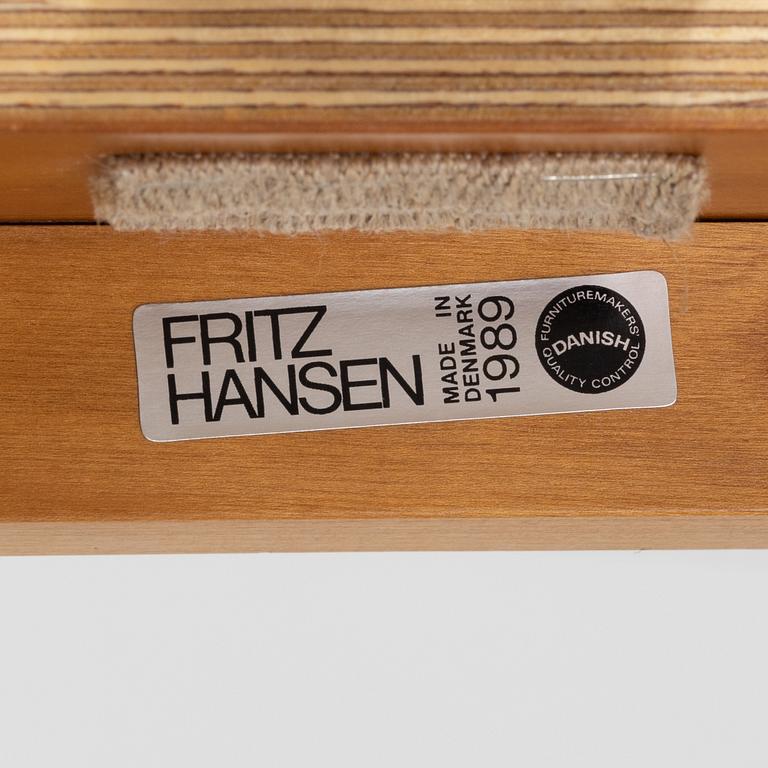 FRITZ
HANSEN
MADE IN
DENMARK
1989
FURNITUREMAKERS'
DANISH
QUALITY CONTROL